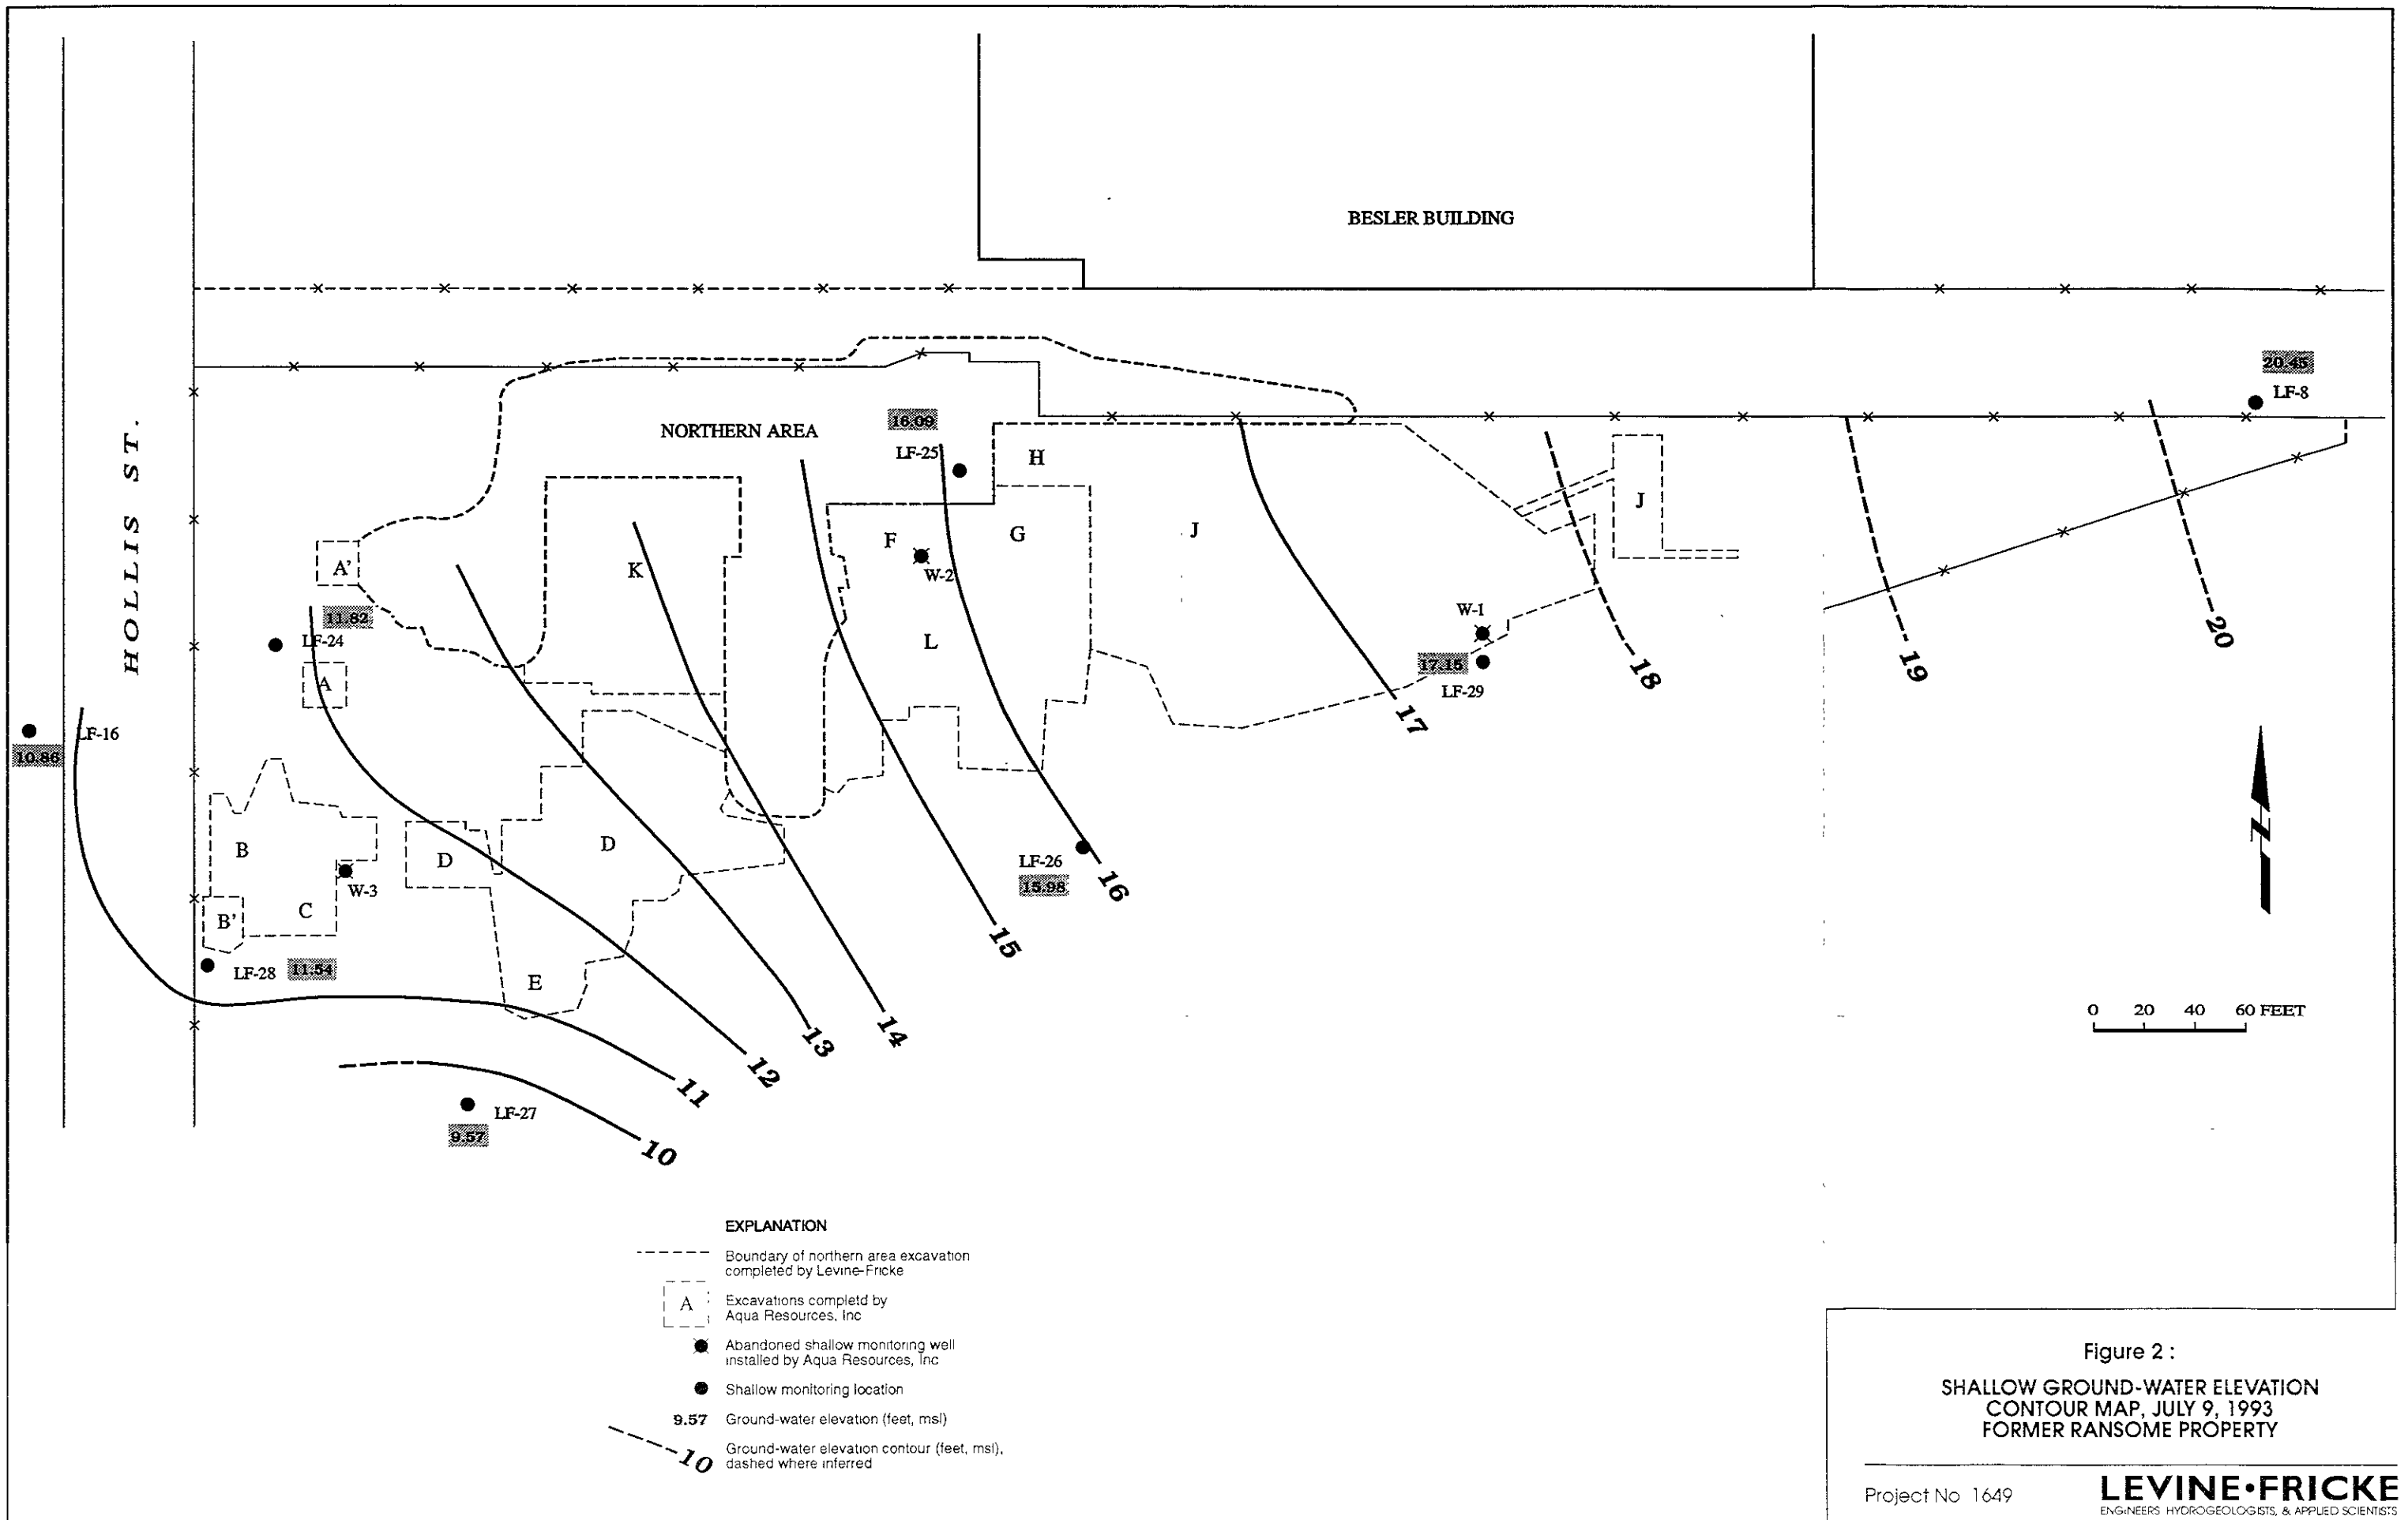 BESLER BUILDING
HOLLIS ST.
NORTHERN AREA
20.45
LF-8
16.09
LF-25
H
K
F
G
J
J
W-2
A'
L
11.82
LF-24
A
W-1
17.15
LF-29
LF-16
10.86
B
D
D
W-3
B'
C
LF-28
11.54
E
LF-26
15.98
LF-27
9.57
10
11
12
13
14
15
16
17
18
19
20
N
0 20 40 60 FEET
EXPLANATION
Boundary of northern area excavation
completed by Levine-Fricke
A
Excavations completd by
Aqua Resources, Inc
Abandoned shallow monitoring well
installed by Aqua Resources, Inc
Shallow monitoring location
9.57 Ground-water elevation (feet, msl)
10
Ground-water elevation contour (feet, msl),
dashed where inferred
Figure 2 :
SHALLOW GROUND-WATER ELEVATION
CONTOUR MAP, JULY 9, 1993
FORMER RANSOME PROPERTY
Project No 1649
LEVINE•FRICKE
ENGINEERS HYDROGEOLOGISTS, & APPLIED SCIENTISTS